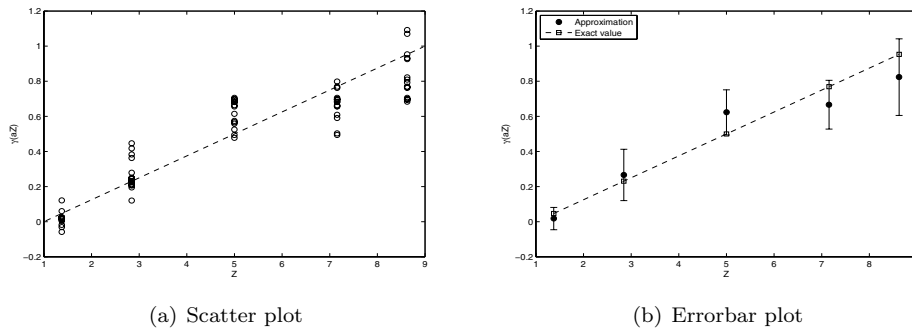 1.2
1
0.8
0.6
0.4
0.2
0
−0.2
γ(aZ)
1 2 3 4 5 6 7 8 9
Z
(a) Scatter plot
Approximation
Exact value
1.2
1
0.8
0.6
0.4
0.2
0
−0.2
γ(aZ)
1 2 3 4 5 6 7 8
Z
(b) Errorbar plot